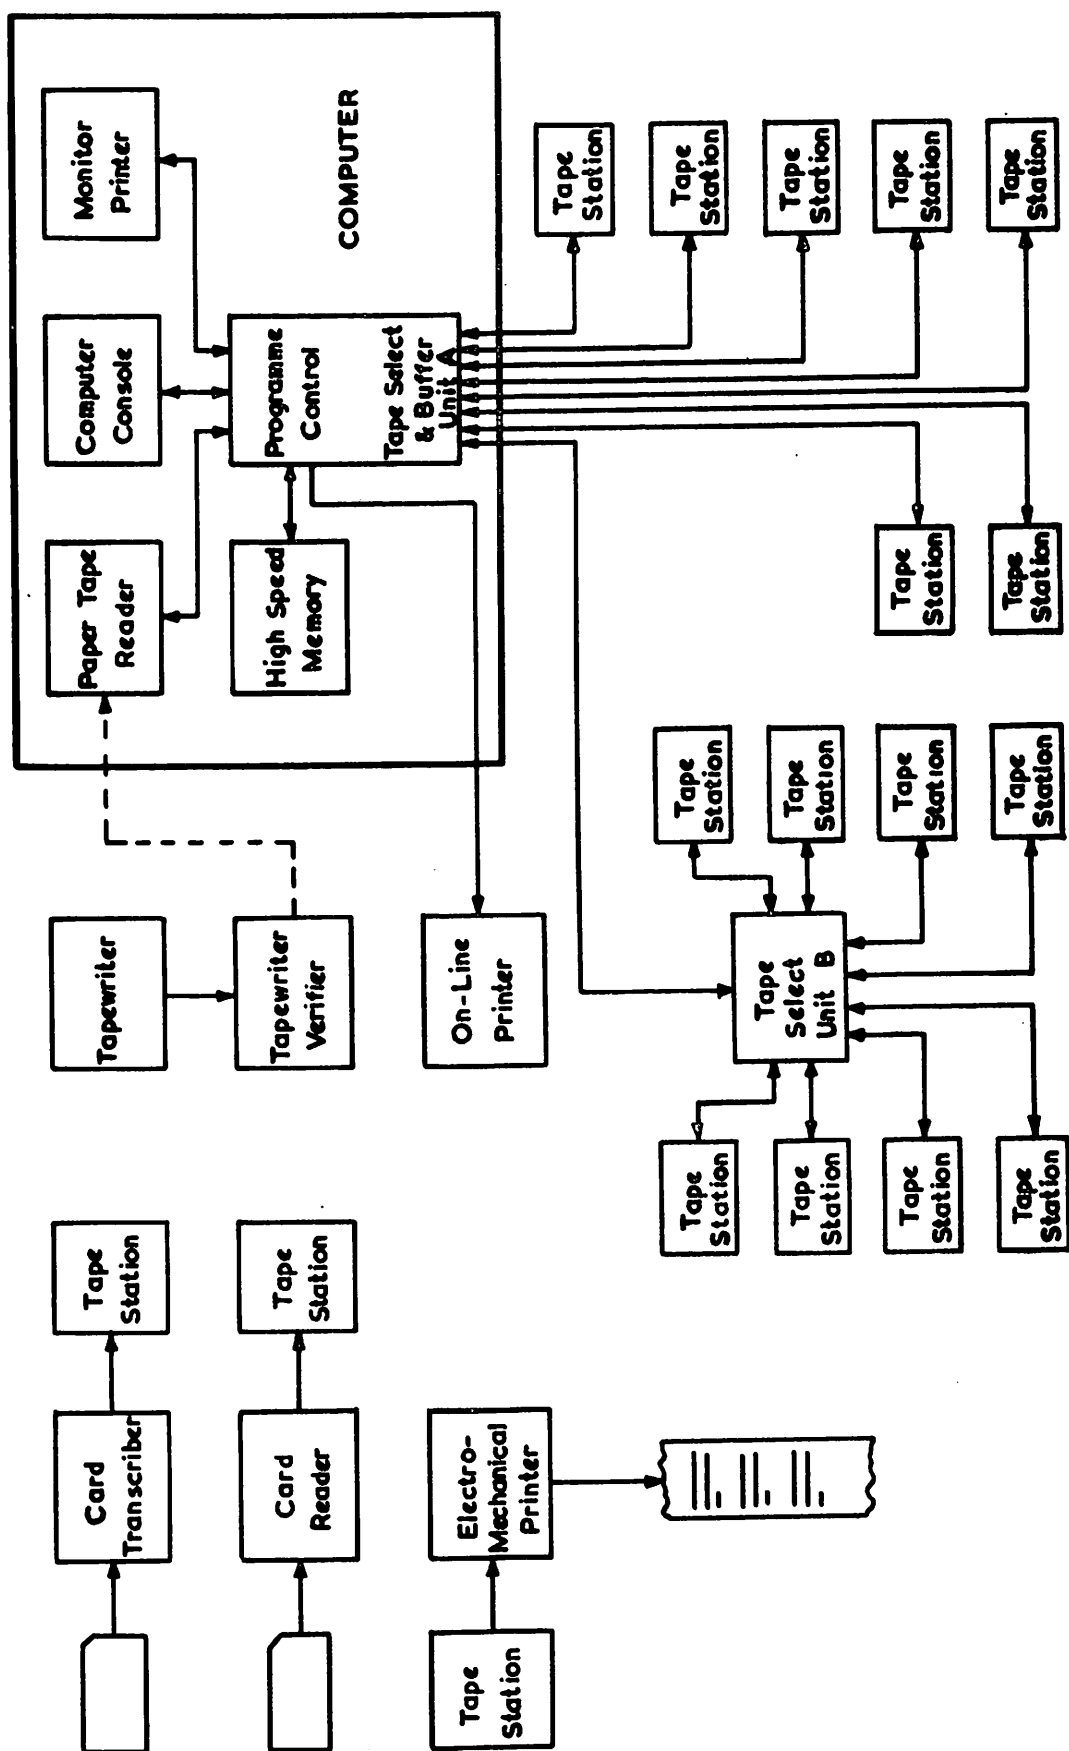 Card
Transcriber
Tape
Station
Tapewriter
Paper Tape
Reader
Computer
Console
Monitor
Printer
Card
Reader
Tape
Station
Tapewriter
Verifier
High Speed
Memory
Programme
Control
Tape Select
& Buffer
Unit A
COMPUTER
Tape
Station
Electro-
Mechanical
Printer
On-Line
Printer
Tape
Station
Tape
Station
Tape
Station
Tape
Station
Tape
Station
Tape
Select
Unit B
Tape
Station
Tape
Station
Tape
Station
Tape
Station
Tape
Station
Tape
Station
Tape
Station
Tape
Station
Tape
Station
Tape
Station